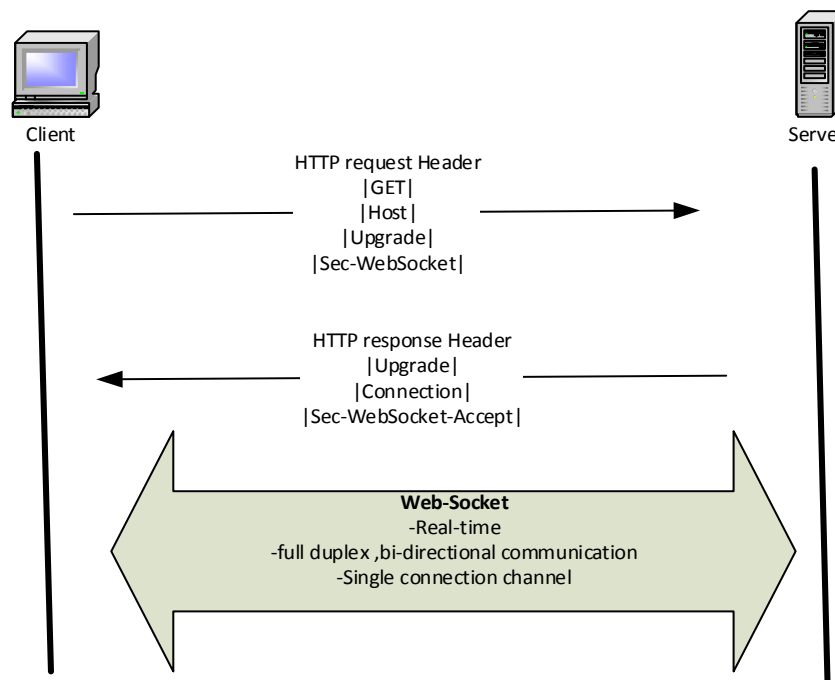 Client
Serve
HTTP request Header
|GET|
|Host|
|Upgrade|
|Sec-WebSocket|
HTTP response Header
|Upgrade|
|Connection|
|Sec-WebSocket-Accept|
Web-Socket
-Real-time
-full duplex ,bi-directional communication
-Single connection channel